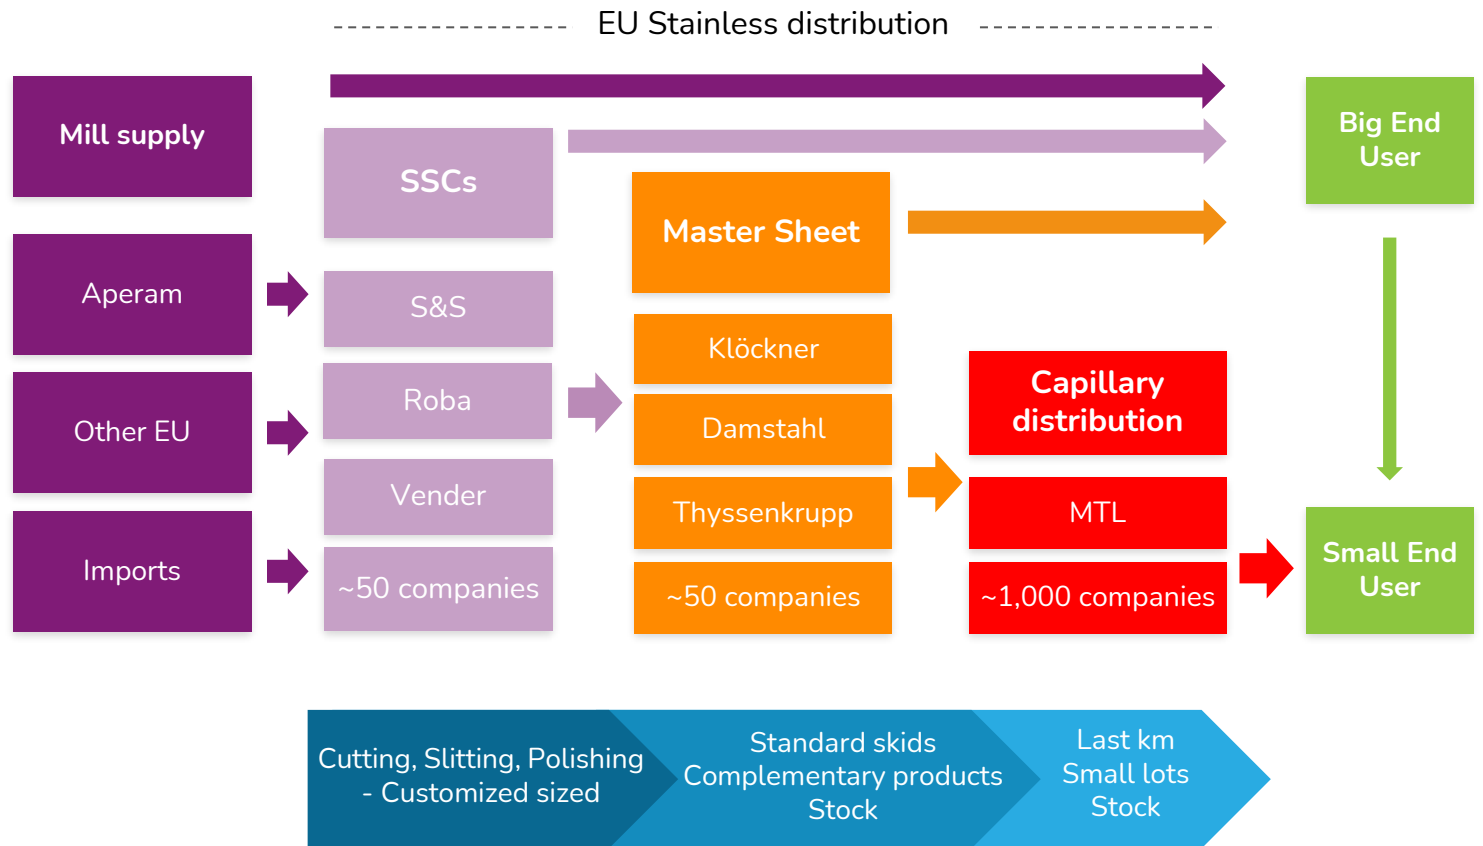 EU Stainless distribution
Mill supply
Aperam
Other EU
Imports
SSCs
S&S
Roba
Vender
~50 companies
Master Sheet
Klöckner
Damstahl
Thyssenkrupp
~50 companies
Capillary
distribution
MTL
~1,000 companies
Big End
User
Small End
User
Cutting, Slitting, Polishing
- Customized sized
Standard skids
Complementary products
Stock
Last km
Small lots
Stock